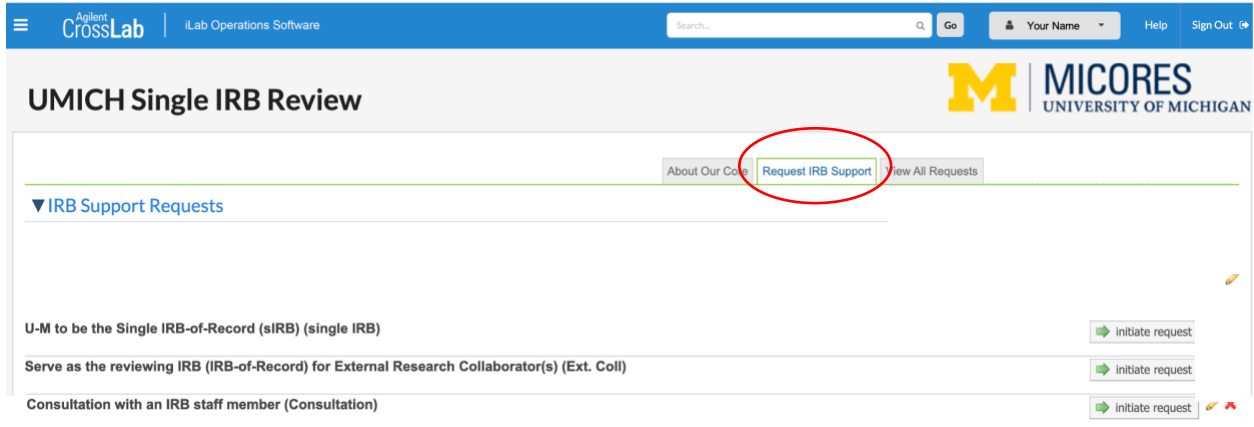 Agilent
CrossLab
iLab Operations Software
Search...
Go
Your Name
Help
Sign Out
UMICH Single IRB Review
M
MICORES
UNIVERSITY OF MICHIGAN
About Our Core
Request IRB Support
View All Requests
IRB Support Requests
U-M to be the Single IRB-of-Record (sIRB) (single IRB)
initiate request
Serve as the reviewing IRB (IRB-of-Record) for External Research Collaborator(s) (Ext. Coll)
initiate request
Consultation with an IRB staff member (Consultation)
initiate request